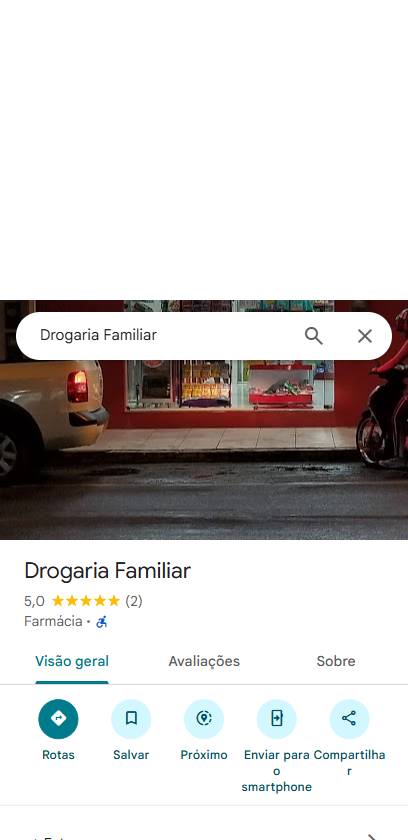 Drogaria Familiar
Drogaria Familiar
5,0 (2)
Farmácia ·
Visão geral Avaliações Sobre
Rotas Salvar Próximo Enviar para o smartphone Compartilhar